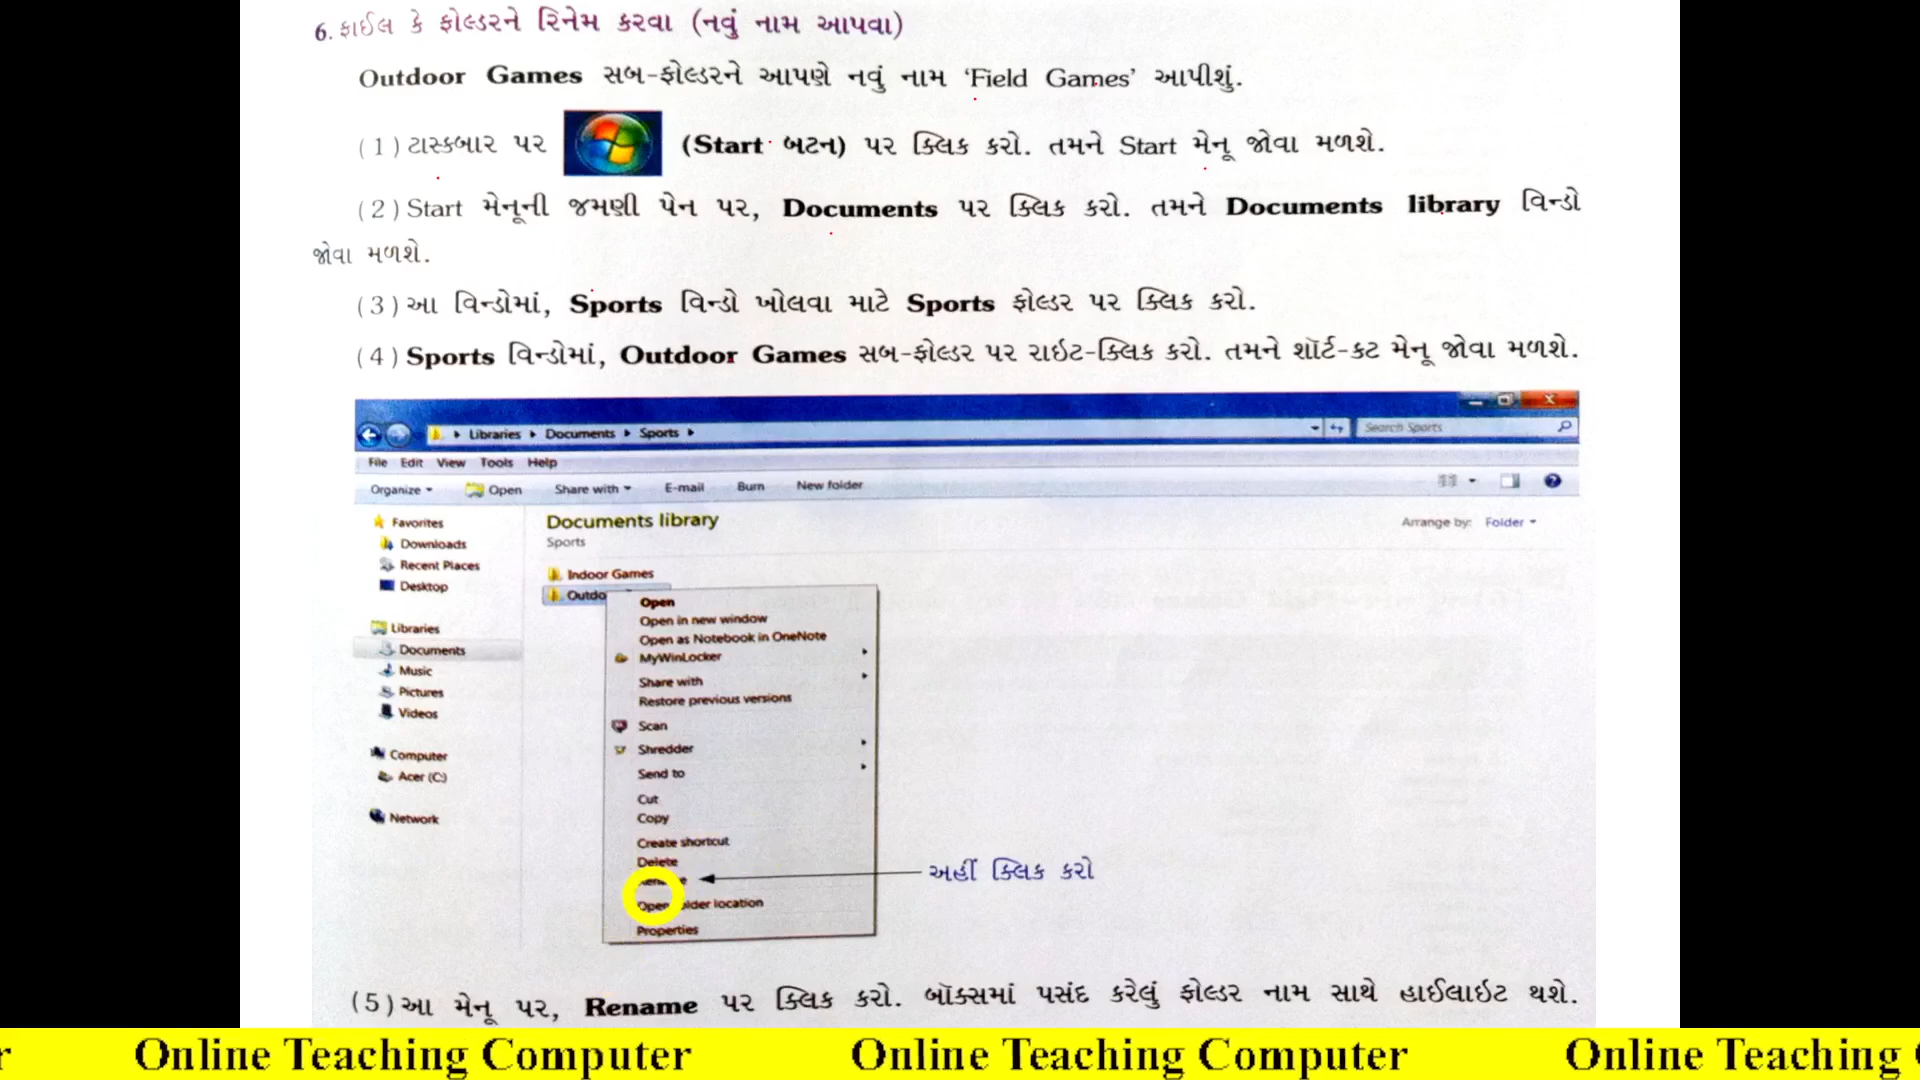 6. ફાઈલ કે ફોલ્ડરને રિનેમ કરવા (નવું નામ આપવા)
Outdoor Games સબ-ફોલ્ડરને આપણે નવું નામ ‘Field Games’ આપીશું.
(1) ટાસ્કબાર પર (Start બટન) પર ક્લિક કરો. તમને Start મેનૂ જોવા મળશે.
(2) Start મેનૂની જમણી પેન પર, Documents પર ક્લિક કરો. તમને Documents library વિન્ડો
જોવા મળશે.
(3) આ વિન્ડોમાં, Sports વિન્ડો ખોલવા માટે Sports ફોલ્ડર પર ક્લિક કરો.
(4) Sports વિન્ડોમાં, Outdoor Games સબ-ફોલ્ડર પર રાઇટ-ક્લિક કરો. તમને શૉર્ટ-કટ મેનૂ જોવા મળશે.
Libraries Documents Sports Search Sports
File Edit View Tools Help
Organize Open Share with E-mail Burn New folder
Favorites
Downloads
Recent Places
Desktop
Libraries
Documents
Music
Pictures
Videos
Computer
Acer (C:)
Network
Documents library
Sports
Arrange by: Folder
Indoor Games
Outdo
Open
Open in new window
Open as Notebook in OneNote
MyWinLocker
Share with
Restore previous versions
Scan
Shredder
Send to
Cut
Copy
Create shortcut
Delete
Open location
Properties
અહીં ક્લિક કરો
(5) આ મેનૂ પર, Rename પર ક્લિક કરો. બૉક્સમાં પસંદ કરેલું ફોલ્ડર નામ સાથે હાઈલાઇટ થશે.
r Online Teaching Computer Online Teaching Computer Online Teaching